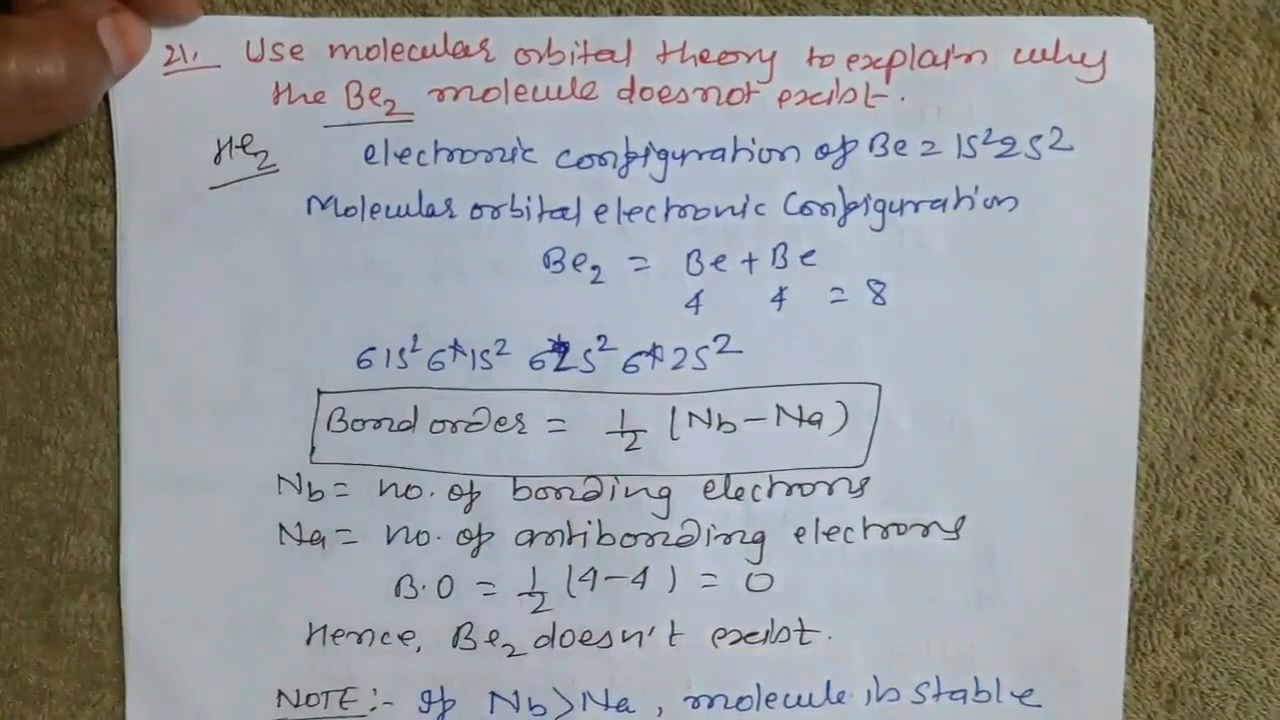 21. Use molecular orbital theory to explain why
the Be₂ molecule does not exist.
He₂
electronic configuration of Be = 1s²2s²
Molecular orbital electronic configuration
Be₂ = Be + Be
4 4 = 8
σ1s² σ*1s² σ2s² σ*2s²
Bond order = 1/2 (Nb - Na)
Nb = no. of bonding electrons
Na = no. of antibonding electrons
B.O = 1/2 (4-4) = 0
Hence, Be₂ doesn't exist.
NOTE:- If Nb>Na, molecule is stable